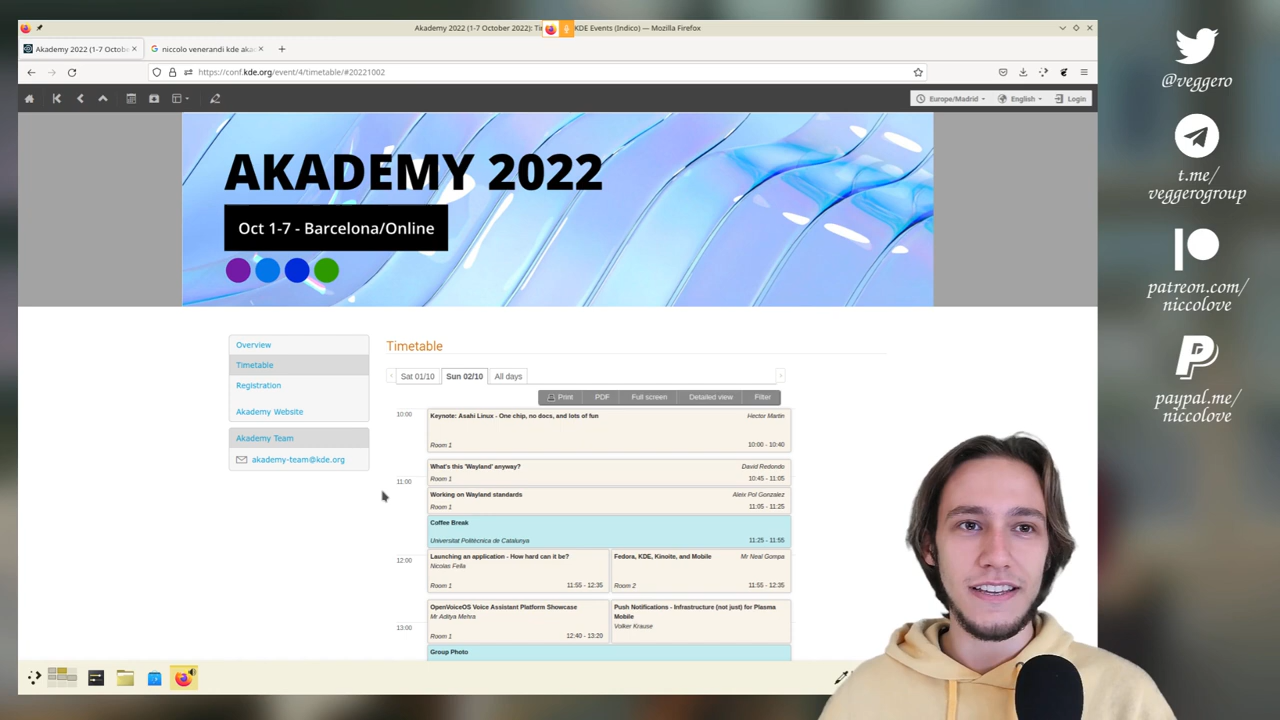 Akademy 2022 (1-7 October 2022): Ti
KDE Events (Indico) — Mozilla Firefox
Akademy 2022 (1-7 Octobe
niccolo venerandi kde aka
https://conf.kde.org/event/4/timetable/#20221002
Europe/Madrid
English
Login
AKADEMY 2022
Oct 1-7 - Barcelona/Online
Overview
Timetable
Registration
Akademy Website
Akademy Team
akademy-team@kde.org
Timetable
Sat 01/10
Sun 02/10
All days
Print
PDF
Full screen
Detailed view
Filter
10:00
Keynote: Asahi Linux - One chip, no docs, and lots of fun
Hector Martin
Room 1
10:00 - 10:40
What's this 'Wayland' anyway?
David Redondo
Room 1
10:45 - 11:05
11:00
Working on Wayland standards
Aleix Pol Gonzalez
Room 1
11:05 - 11:25
Coffee Break
Universitat Politècnica de Catalunya
11:25 - 11:55
12:00
Launching an application - How hard can it be?
Nicolas Fella
Room 1
11:55 - 12:35
Fedora, KDE, Kinoite, and Mobile
Mr Neal Gompa
Room 2
11:55 - 12:35
OpenVoiceOS Voice Assistant Platform Showcase
Mr Aditya Mehra
Room 1
12:40 - 13:20
Push Notifications - Infrastructure (not just) for Plasma
Mobile
Volker Krause
13:00
Group Photo
@veggero
t.me/
veggerogroup
patreon.com/
niccolove
paypal.me/
niccolove